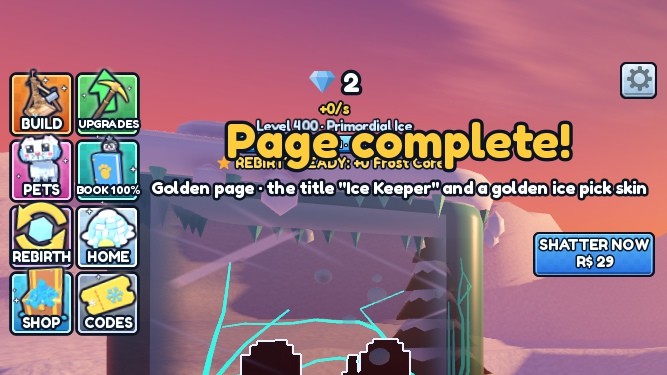 2
+0/s
Level 400 · Primordial Ice
Page complete!
REBIRTH READY: +0 Frost Core
Golden page · the title "Ice Keeper" and a golden ice pick skin
BUILD
UPGRADES
PETS
BOOK 100%
REBIRTH
HOME
SHOP
CODES
SHATTER NOW
R$ 29